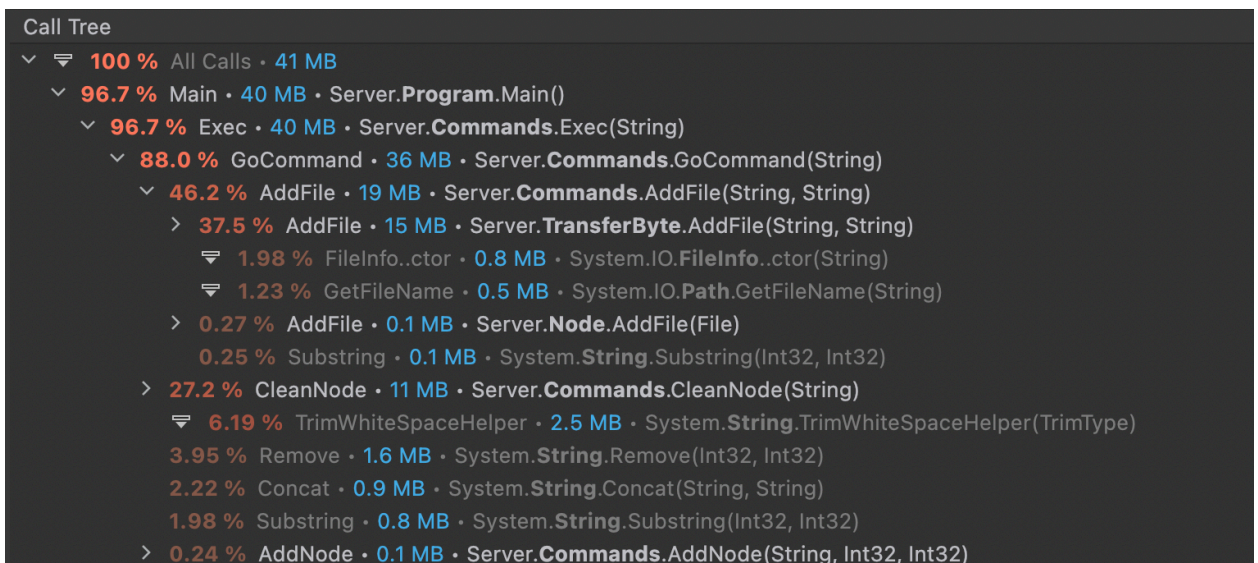 Call Tree
100 % All Calls • 41 MB
96.7 % Main • 40 MB • Server.Program.Main()
96.7 % Exec • 40 MB • Server.Commands.Exec(String)
88.0 % GoCommand • 36 MB • Server.Commands.GoCommand(String)
46.2 % AddFile • 19 MB • Server.Commands.AddFile(String, String)
37.5 % AddFile • 15 MB • Server.TransferByte.AddFile(String, String)
1.98 % FileInfo..ctor • 0.8 MB • System.IO.FileInfo..ctor(String)
1.23 % GetFileName • 0.5 MB • System.IO.Path.GetFileName(String)
0.27 % AddFile • 0.1 MB • Server.Node.AddFile(File)
0.25 % Substring • 0.1 MB • System.String.Substring(Int32, Int32)
27.2 % CleanNode • 11 MB • Server.Commands.CleanNode(String)
6.19 % TrimWhiteSpaceHelper • 2.5 MB • System.String.TrimWhiteSpaceHelper(TrimType)
3.95 % Remove • 1.6 MB • System.String.Remove(Int32, Int32)
2.22 % Concat • 0.9 MB • System.String.Concat(String, String)
1.98 % Substring • 0.8 MB • System.String.Substring(Int32, Int32)
0.24 % AddNode • 0.1 MB • Server.Commands.AddNode(String, Int32, Int32)